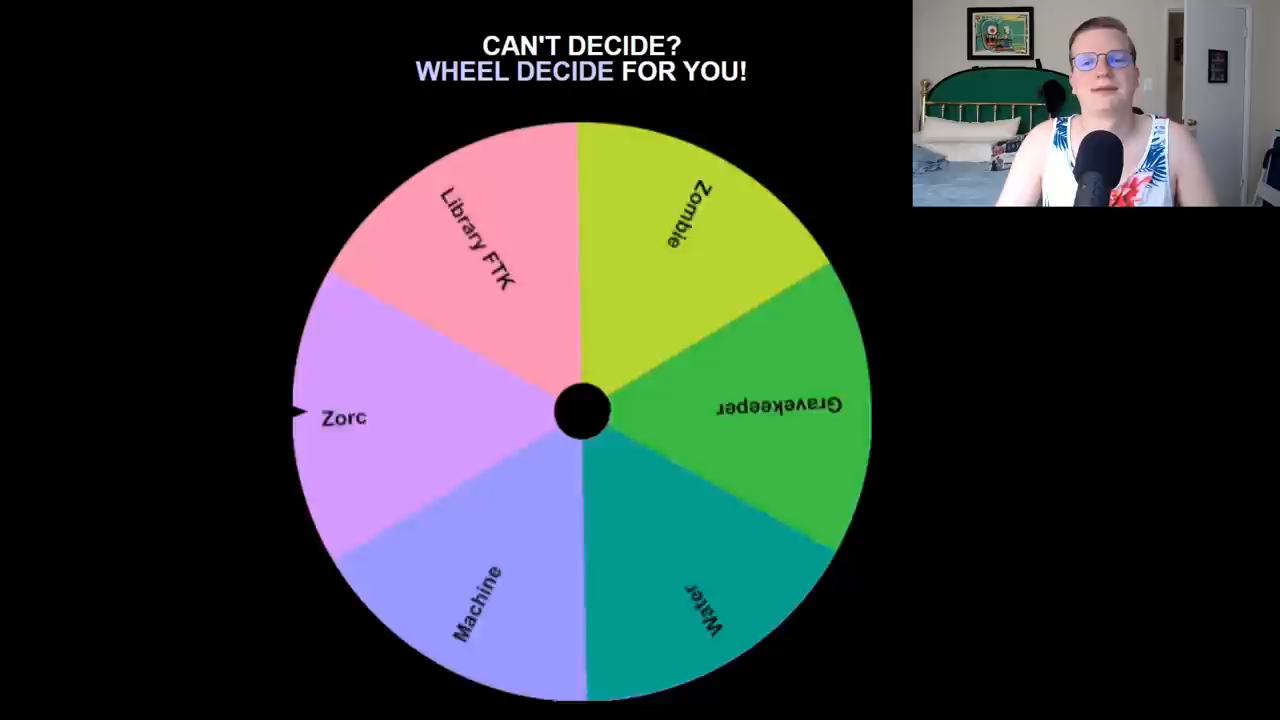 CAN'T DECIDE?
WHEEL DECIDE FOR YOU!
Library FTK
Zombie
Zorc
Gravekeeper
Machine
Water